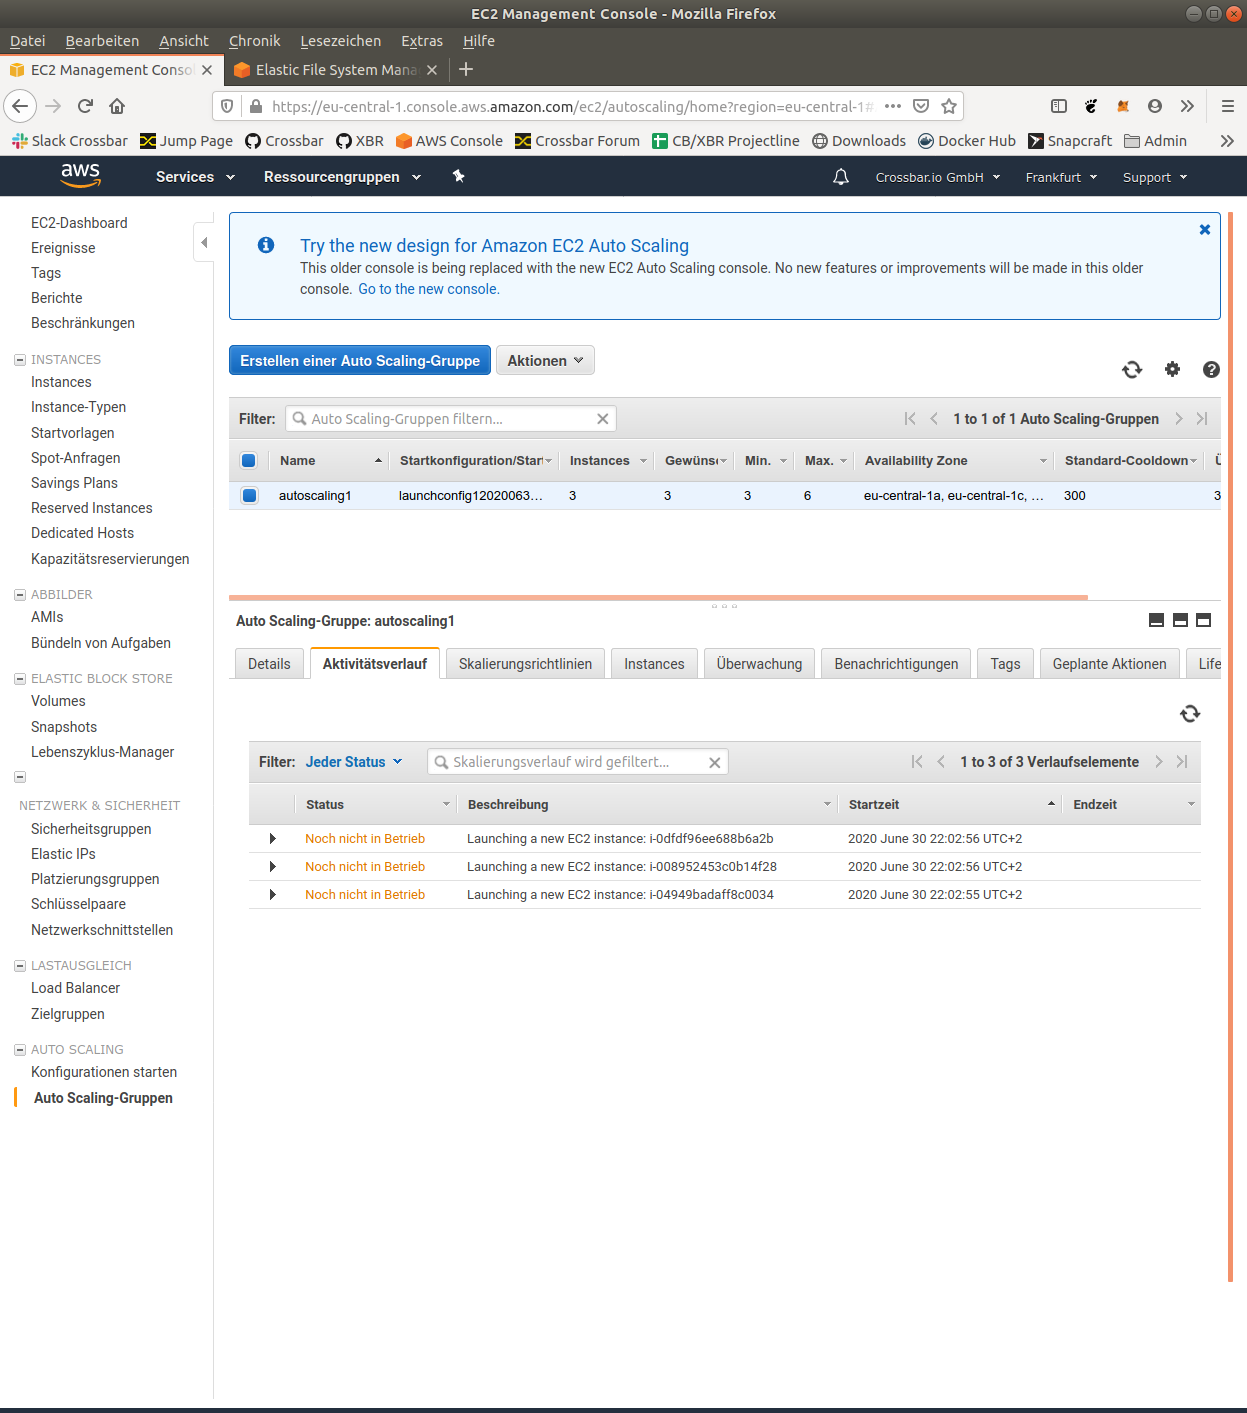 EC2 Management Console - Mozilla Firefox
Datei Bearbeiten Ansicht Chronik Lesezeichen Extras Hilfe
EC2 Management Conso Elastic File System Mana
https://eu-central-1.console.aws.amazon.com/ec2/autoscaling/home?region=eu-central-1#
Slack Crossbar Jump Page Crossbar XBR AWS Console Crossbar Forum CB/XBR Projectline Downloads Docker Hub Snapcraft Admin
aws Services Ressourcengruppen Crossbar.io GmbH Frankfurt Support
EC2-Dashboard
Ereignisse
Tags
Berichte
Beschränkungen
INSTANCES
Instances
Instance-Typen
Startvorlagen
Spot-Anfragen
Savings Plans
Reserved Instances
Dedicated Hosts
Kapazitätsreservierungen
ABBILDER
AMIs
Bündeln von Aufgaben
ELASTIC BLOCK STORE
Volumes
Snapshots
Lebenszyklus-Manager
NETZWERK & SICHERHEIT
Sicherheitsgruppen
Elastic IPs
Platzierungsgruppen
Schlüsselpaare
Netzwerkschnittstellen
LASTAUSGLEICH
Load Balancer
Zielgruppen
AUTO SCALING
Konfigurationen starten
Auto Scaling-Gruppen
Try the new design for Amazon EC2 Auto Scaling
This older console is being replaced with the new EC2 Auto Scaling console. No new features or improvements will be made in this older
console. Go to the new console.
Erstellen einer Auto Scaling-Gruppe Aktionen
Filter: Auto Scaling-Gruppen filtern... 1 to 1 of 1 Auto Scaling-Gruppen
Name Startkonfiguration/Start Instances Gewüns Min. Max. Availability Zone Standard-Cooldown Ü
autoscaling1 launchconfig12020063... 3 3 3 6 eu-central-1a, eu-central-1c, ... 300 3
Auto Scaling-Gruppe: autoscaling1
Details Aktivitätsverlauf Skalierungsrichtlinien Instances Überwachung Benachrichtigungen Tags Geplante Aktionen Life
Filter: Jeder Status Skalierungsverlauf wird gefiltert... 1 to 3 of 3 Verlaufselemente
Status Beschreibung Startzeit Endzeit
Noch nicht in Betrieb Launching a new EC2 instance: i-0dfdf96ee688b6a2b 2020 June 30 22:02:56 UTC+2
Noch nicht in Betrieb Launching a new EC2 instance: i-008952453c0b14f28 2020 June 30 22:02:56 UTC+2
Noch nicht in Betrieb Launching a new EC2 instance: i-04949badaff8c0034 2020 June 30 22:02:55 UTC+2